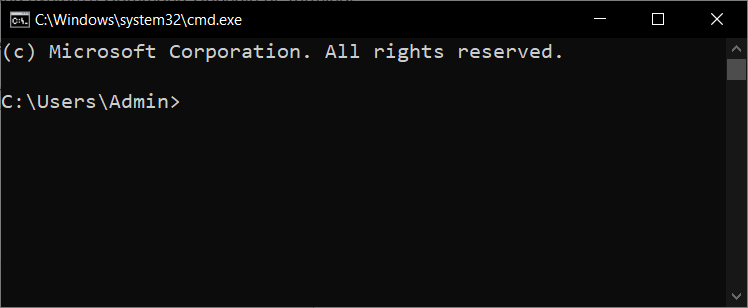 C:\Windows\system32\cmd.exe
(c) Microsoft Corporation. All rights reserved.
C:\Users\Admin>